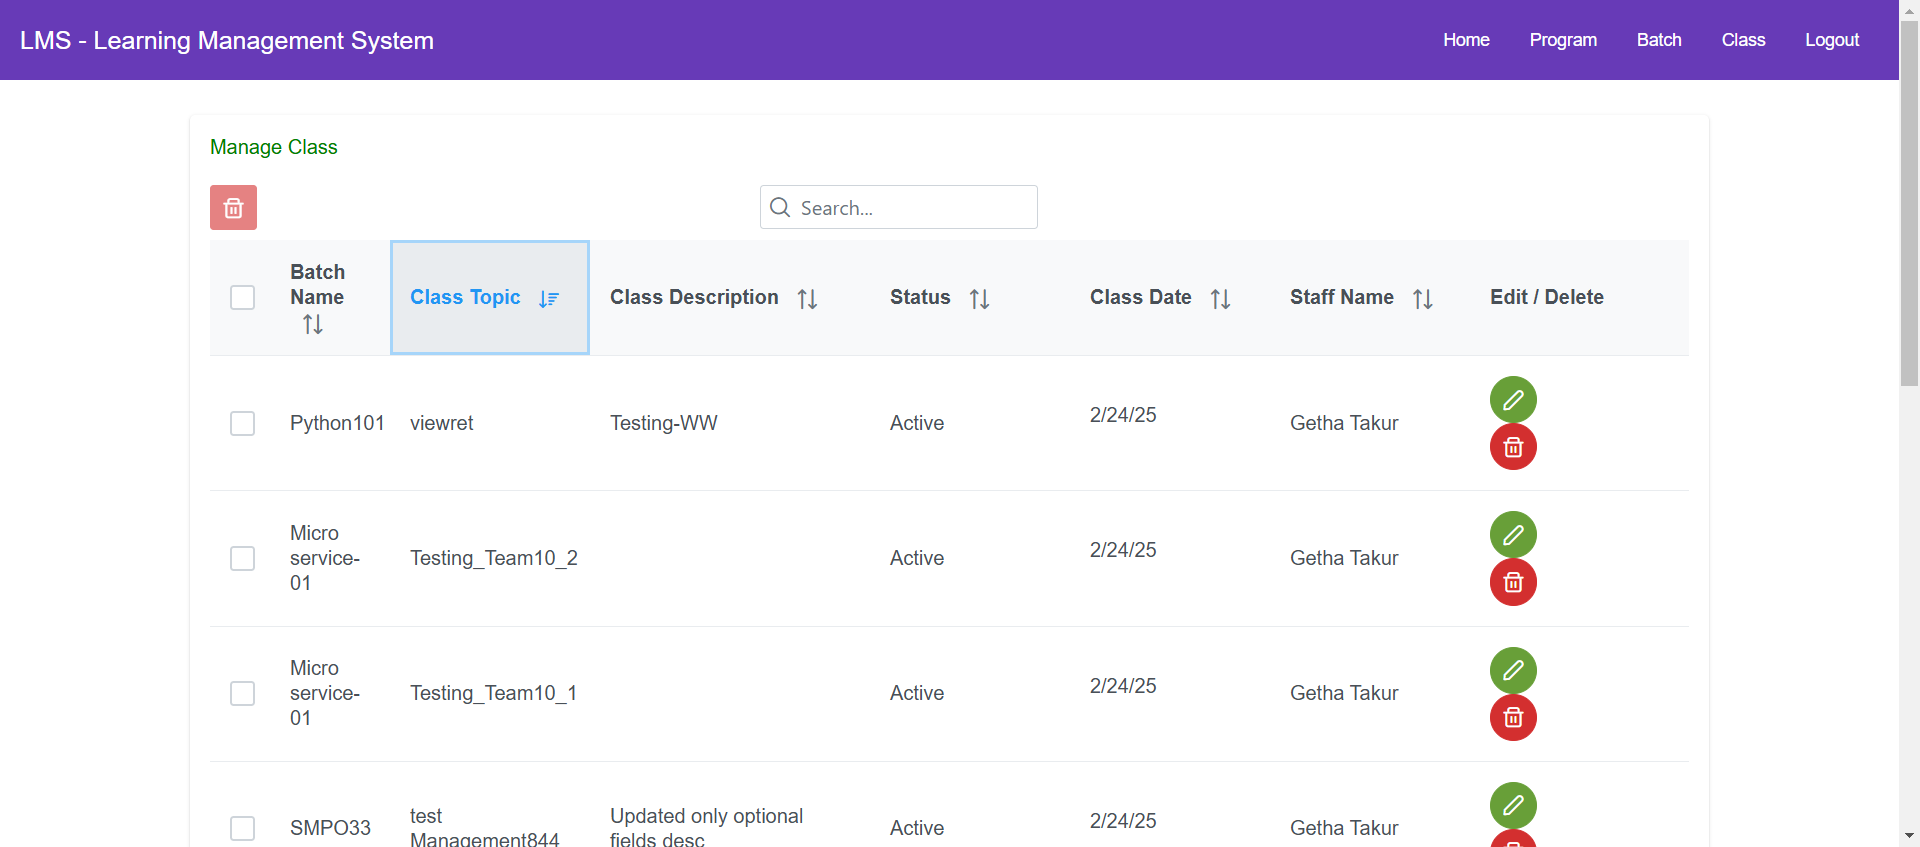 LMS - Learning Management System
Home Program Batch Class Logout
Manage Class
Search...
Batch
Name
Class Topic
Class Description
Status
Class Date
Staff Name
Edit / Delete
Python101 viewret Testing-WW Active 2/24/25 Getha Takur
Micro
service-
01
Testing_Team10_2 Active 2/24/25 Getha Takur
Micro
service-
01
Testing_Team10_1 Active 2/24/25 Getha Takur
SMPO33
test
Management844
Updated only optional
fields desc
Active 2/24/25 Getha Takur